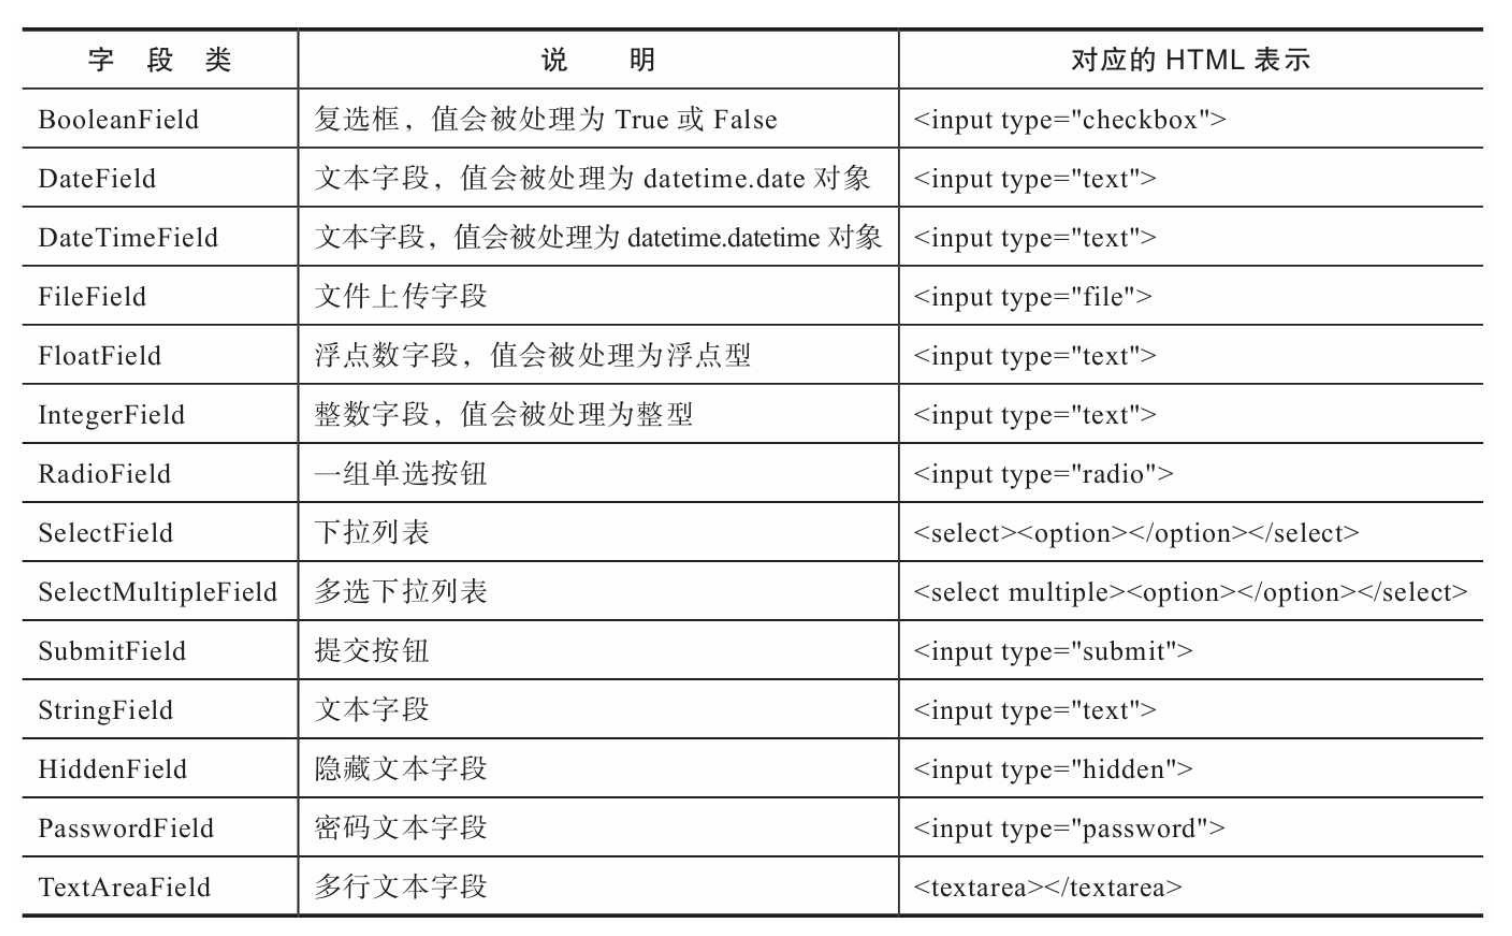 字 段 类 说 明 对应的 HTML 表示
BooleanField 复选框，值会被处理为 True 或 False <input type="checkbox">
DateField 文本字段，值会被处理为 datetime.date 对象 <input type="text">
DateTimeField 文本字段，值会被处理为 datetime.datetime 对象 <input type="text">
FileField 文件上传字段 <input type="file">
FloatField 浮点数字段，值会被处理为浮点型 <input type="text">
IntegerField 整数字段，值会被处理为整型 <input type="text">
RadioField 一组单选按钮 <input type="radio">
SelectField 下拉列表 <select><option></option></select>
SelectMultipleField 多选下拉列表 <select multiple><option></option></select>
SubmitField 提交按钮 <input type="submit">
StringField 文本字段 <input type="text">
HiddenField 隐藏文本字段 <input type="hidden">
PasswordField 密码文本字段 <input type="password">
TextAreaField 多行文本字段 <textarea></textarea>